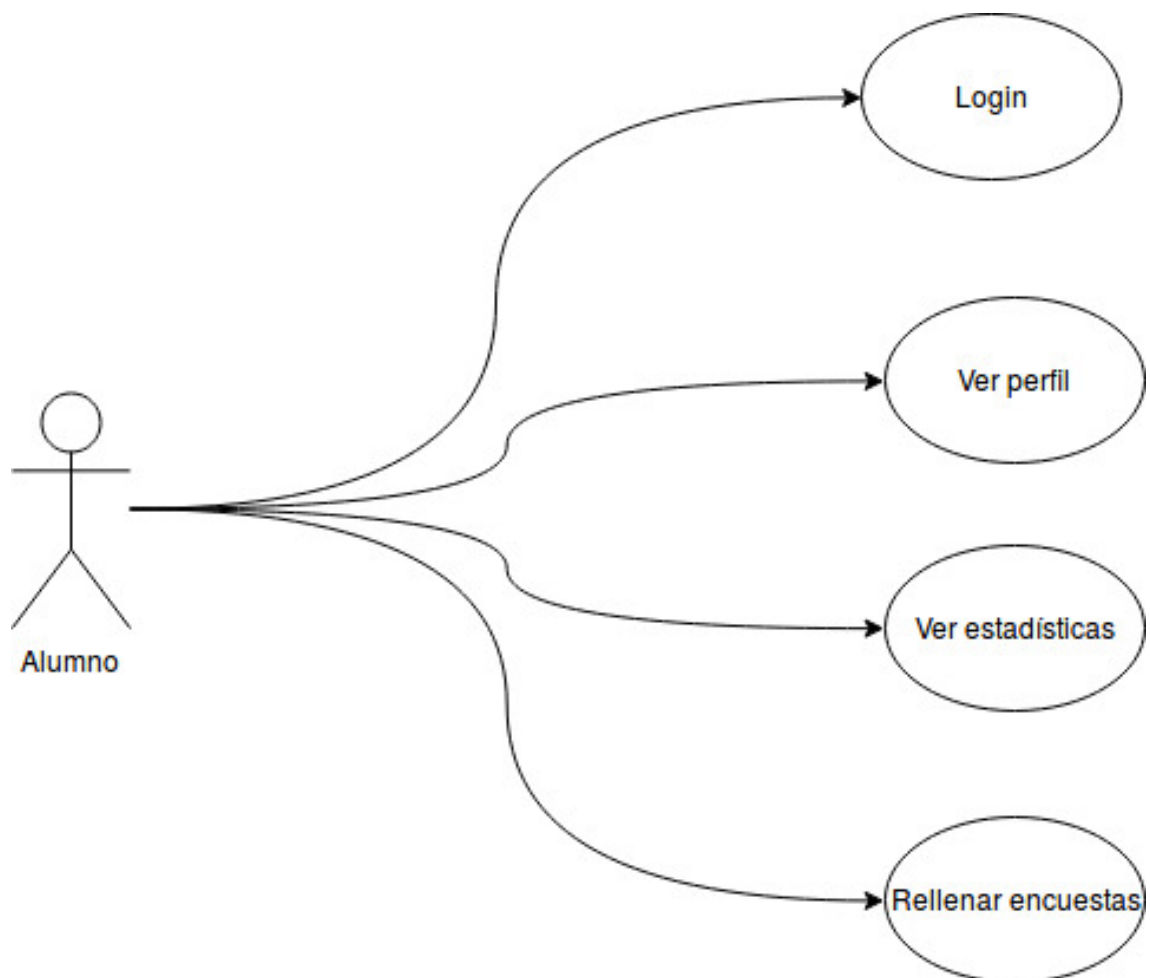 Login
Ver perfil
Alumno
Ver estadísticas
Rellenar encuestas